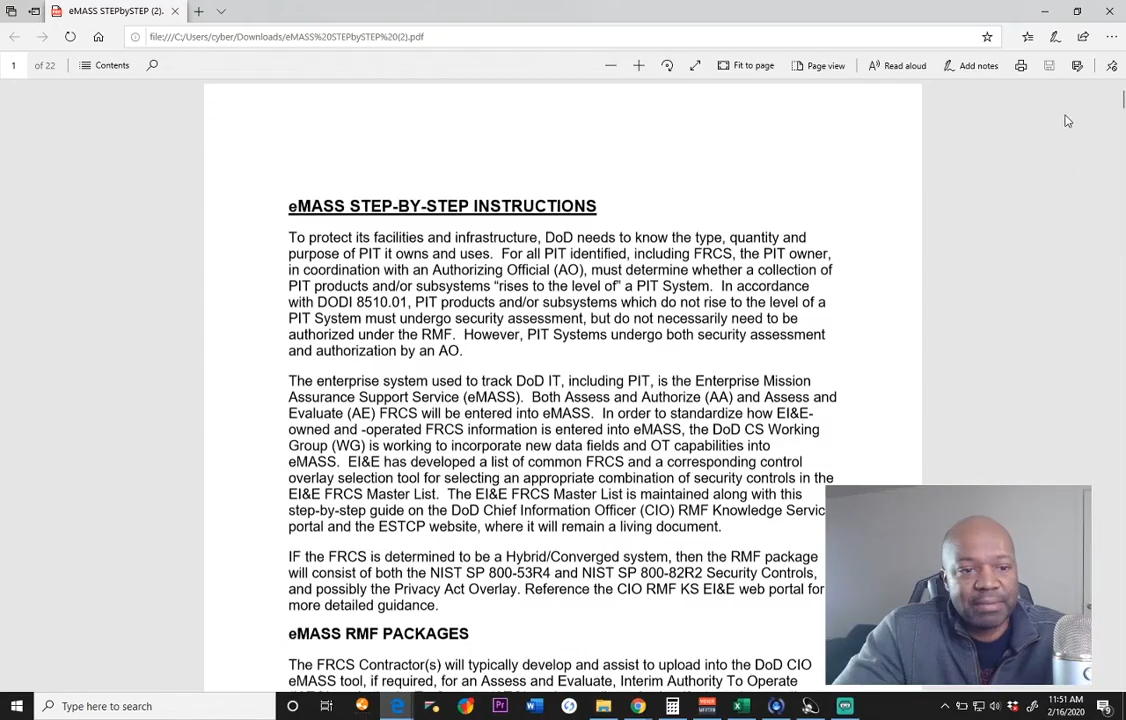 eMASS STEPbySTEP (2).
file:///C:/Users/cyber/Downloads/eMASS%20STEPbySTEP%20(2).pdf
1 of 22 Contents Fit to page Page view Read aloud Add notes
eMASS STEP-BY-STEP INSTRUCTIONS
To protect its facilities and infrastructure, DoD needs to know the type, quantity and
purpose of PIT it owns and uses. For all PIT identified, including FRCS, the PIT owner,
in coordination with an Authorizing Official (AO), must determine whether a collection of
PIT products and/or subsystems “rises to the level of” a PIT System. In accordance
with DODI 8510.01, PIT products and/or subsystems which do not rise to the level of a
PIT System must undergo security assessment, but do not necessarily need to be
authorized under the RMF. However, PIT Systems undergo both security assessment
and authorization by an AO.
The enterprise system used to track DoD IT, including PIT, is the Enterprise Mission
Assurance Support Service (eMASS). Both Assess and Authorize (AA) and Assess and
Evaluate (AE) FRCS will be entered into eMASS. In order to standardize how EI&E-
owned and -operated FRCS information is entered into eMASS, the DoD CS Working
Group (WG) is working to incorporate new data fields and OT capabilities into
eMASS. EI&E has developed a list of common FRCS and a corresponding control
overlay selection tool for selecting an appropriate combination of security controls in the
EI&E FRCS Master List. The EI&E FRCS Master List is maintained along with this
step-by-step guide on the DoD Chief Information Officer (CIO) RMF Knowledge Servic
portal and the ESTCP website, where it will remain a living document.
IF the FRCS is determined to be a Hybrid/Converged system, then the RMF package
will consist of both the NIST SP 800-53R4 and NIST SP 800-82R2 Security Controls,
and possibly the Privacy Act Overlay. Reference the CIO RMF KS EI&E web portal for
more detailed guidance.
eMASS RMF PACKAGES
The FRCS Contractor(s) will typically develop and assist to upload into the DoD CIO
eMASS tool, if required, for an Assess and Evaluate, Interim Authority To Operate
Type here to search
11:51 AM
2/16/2020